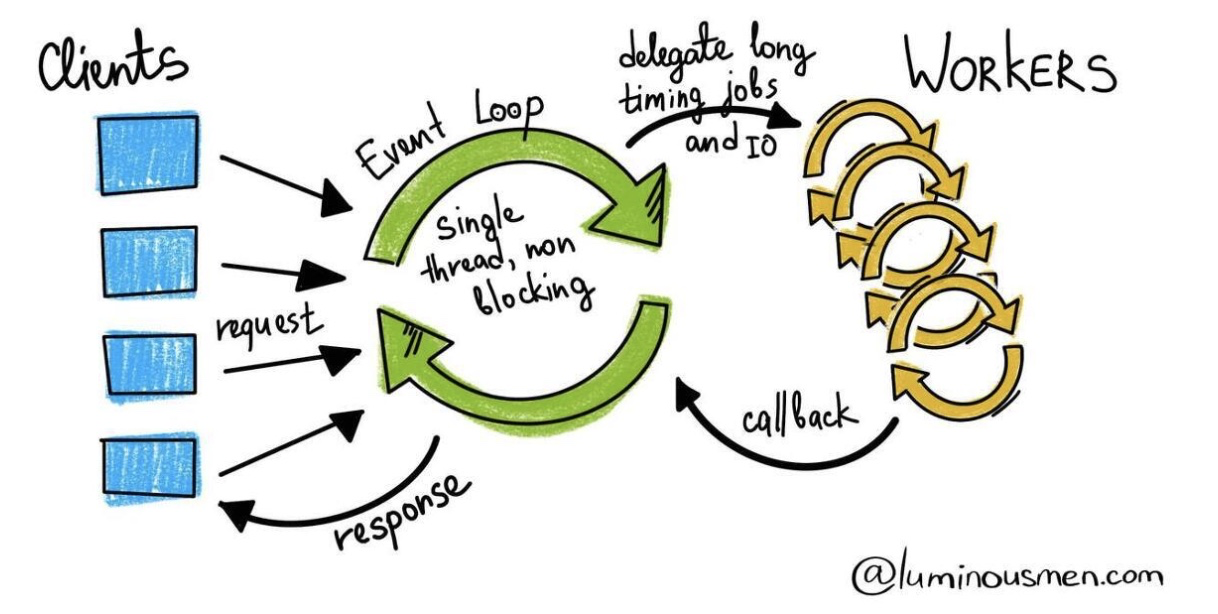 Clients
Event Loop
single
thread, non
blocking
delegate long
timing jobs
and IO
WORKERS
request
callback
response
@luminousmen.com